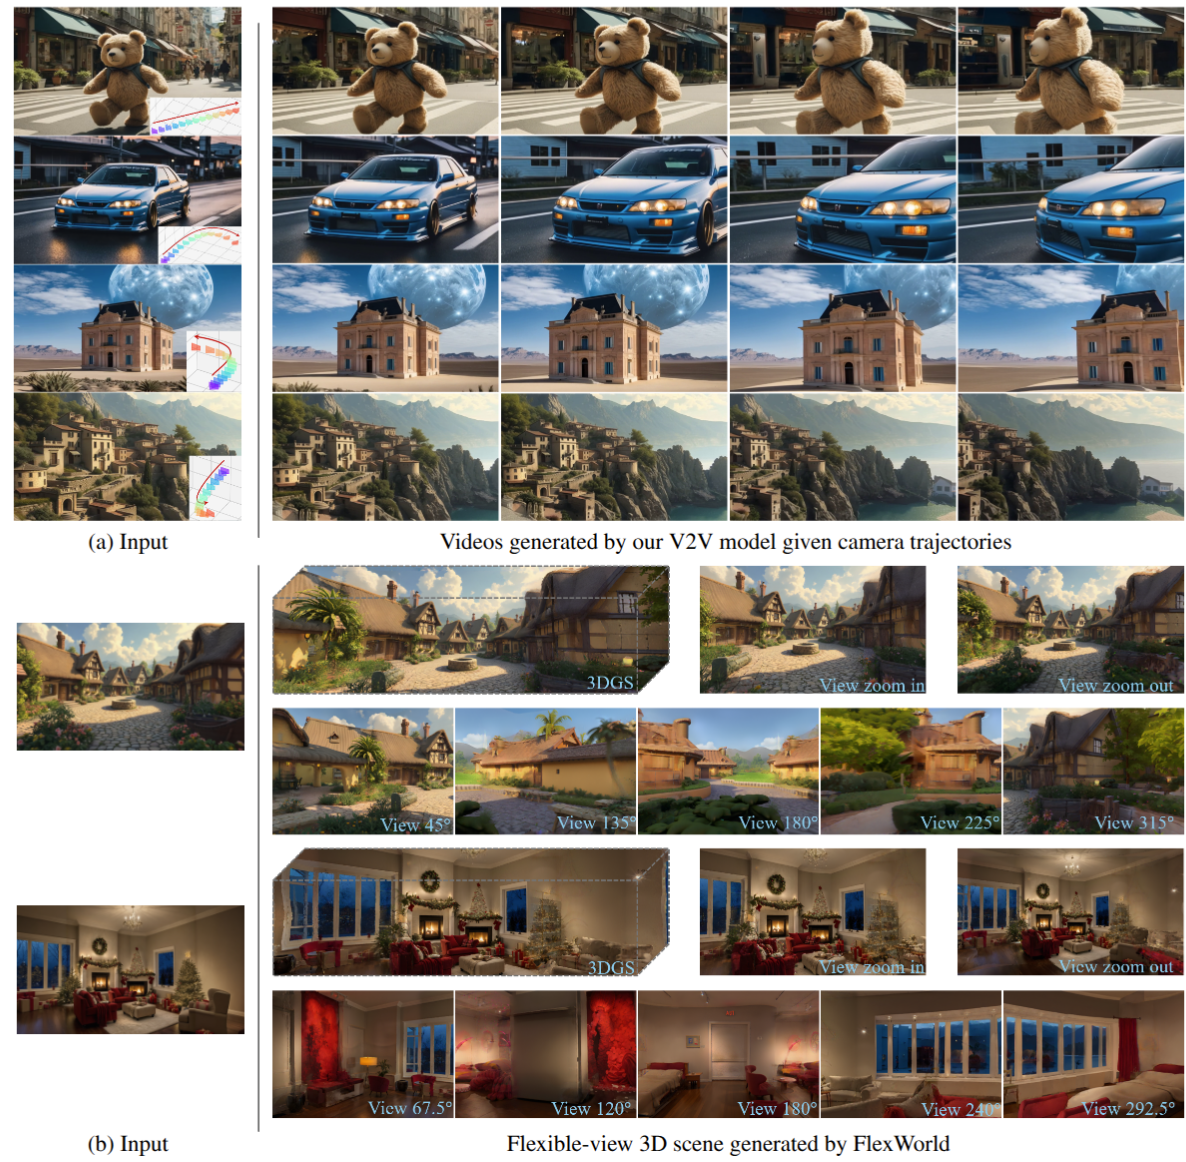 (a) Input
Videos generated by our V2V model given camera trajectories
3DGS
View zoom in
View zoom out
View 45°
View 135°
View 180°
View 225°
View 315°
3DGS
View zoom in
View zoom out
View 67.5°
View 120°
View 180°
View 240°
View 292.5°
(b) Input
Flexible-view 3D scene generated by FlexWorld